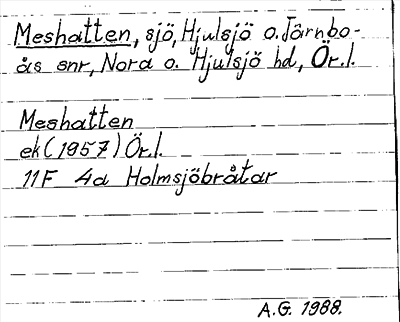 Meshatten, sjö, Hjulsjö o. Järnbo-
ås snr, Nora o. Hjulsjö hd, Ör.l.
Meshatten
ek (1957) Ör.l.
11F 4a Holmsjöbråtar
A.G. 1988.